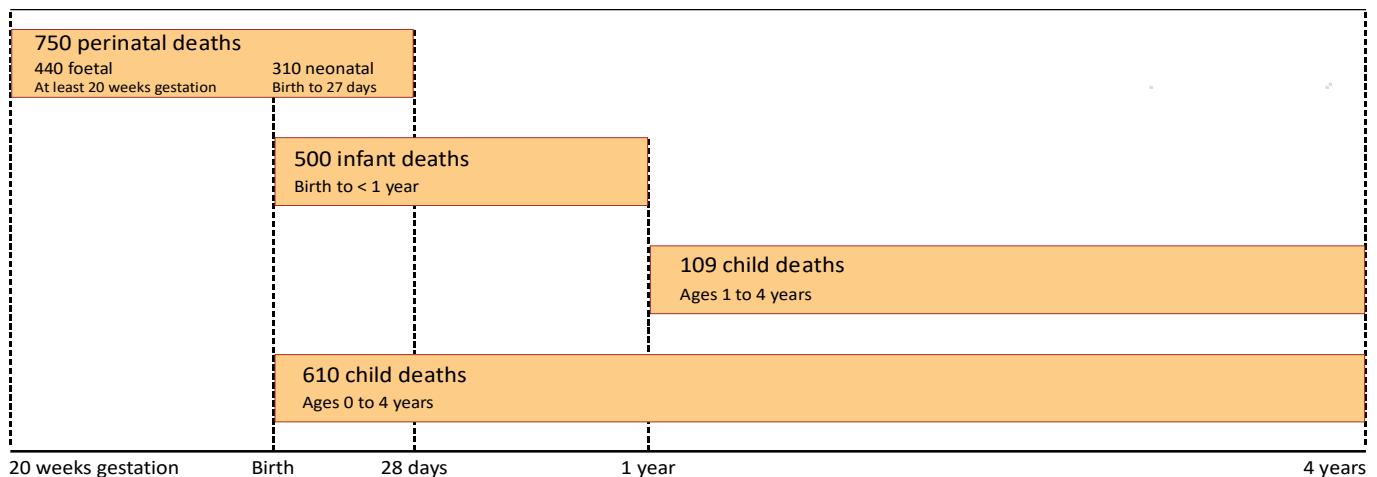 750 perinatal deaths
440 foetal
At least 20 weeks gestation
310 neonatal
Birth to 27 days
500 infant deaths
Birth to < 1 year
109 child deaths
Ages 1 to 4 years
610 child deaths
Ages 0 to 4 years
20 weeks gestation
Birth
28 days
1 year
4 years